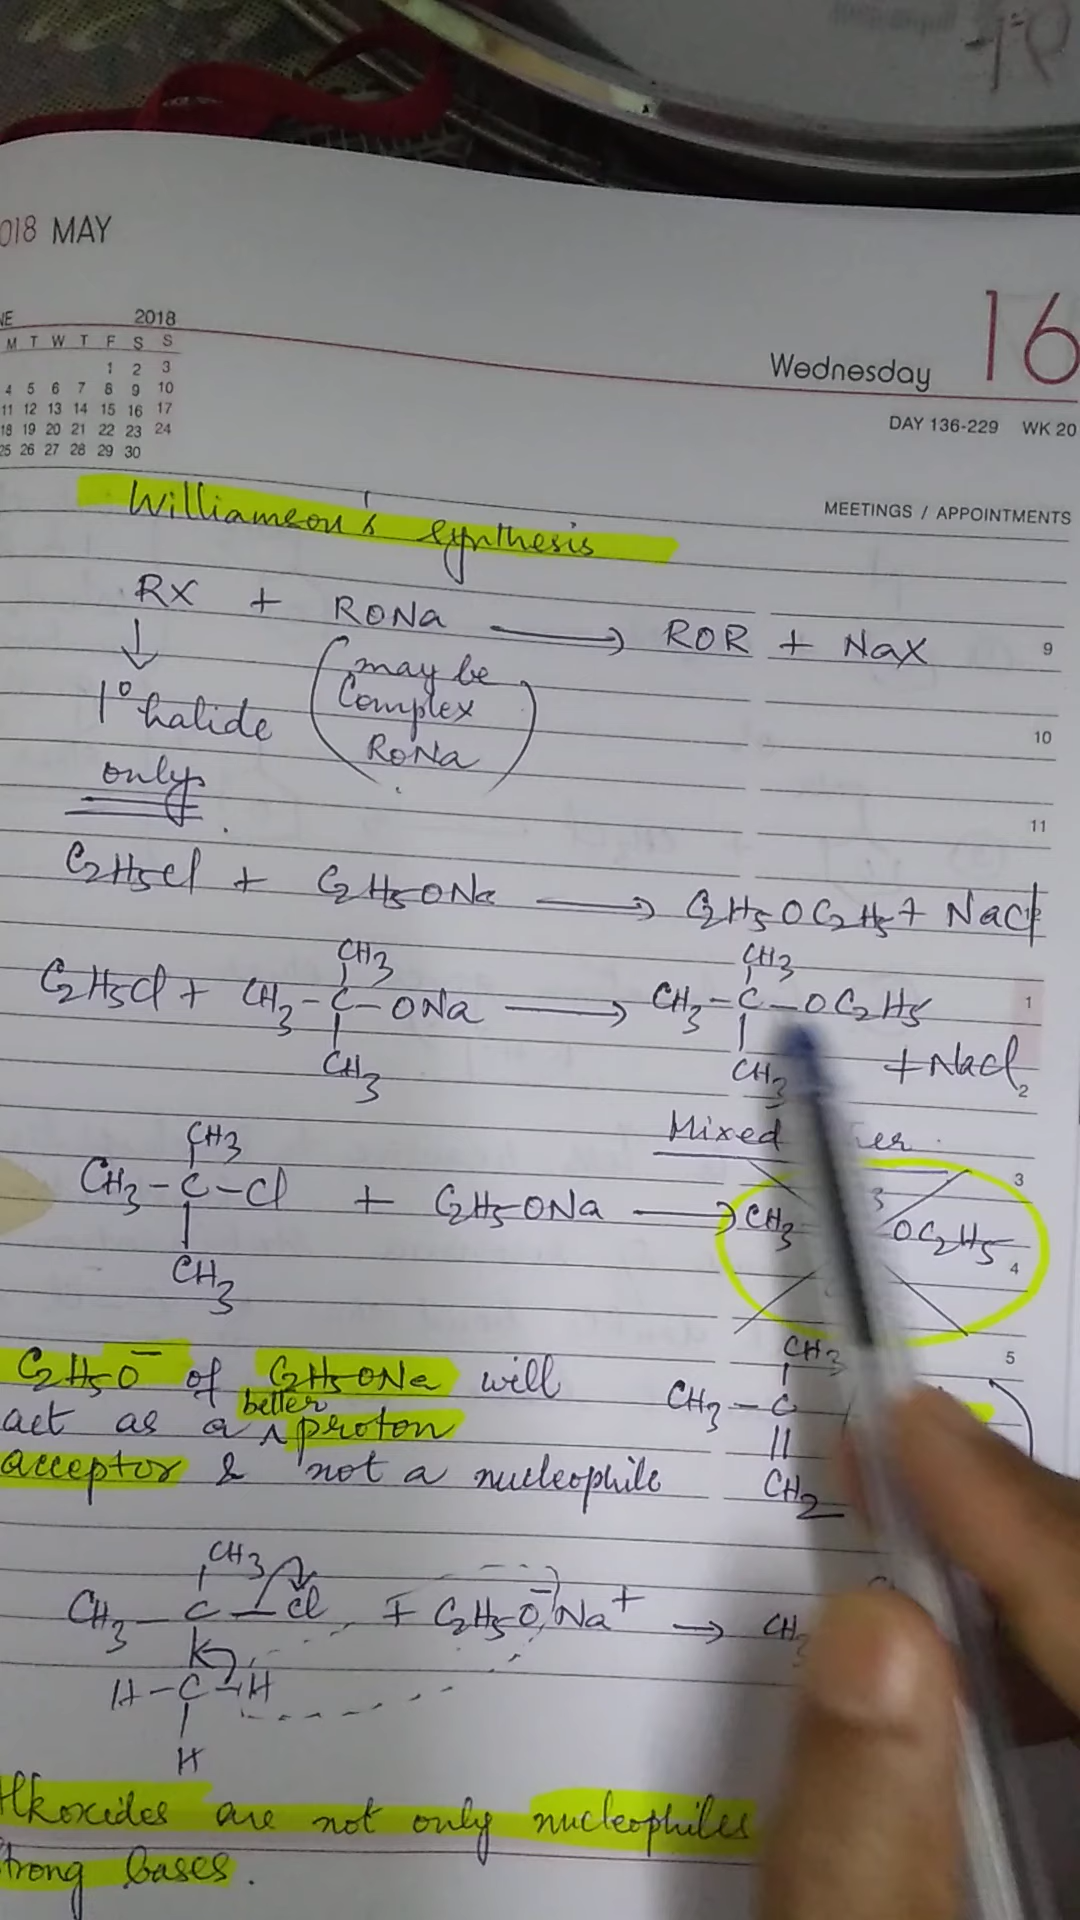 018 MAY
16
Wednesday
DAY 136-229 WK 20
NE 2018
M T W T F S S
1 2 3
4 5 6 7 8 9 10
11 12 13 14 15 16 17
18 19 20 21 22 23 24
25 26 27 28 29 30
MEETINGS / APPOINTMENTS
Williamson's synthesis
RX + RONa ⟶ ROR + NaX
9
↓
(may be
1° halide
Complex
10
only
RONa)
11
C2H5Cl + C2H5ONa ⟶ C2H5OC2H5 + NaCl
CH3 CH3
C2H5Cl + CH3-C-ONa ⟶ CH3-C-OC2H5
1
CH3 CH3 + NaCl
2
Mixed
CH3
3
CH3-C-Cl + C2H5ONa ⟶ CH3 OC2H5
4
CH3
CH3
5
C2H5O⁻ of C2H5ONa will
CH3-C
act as a better proton
||
acceptor & not a nucleophile
CH2
CH3
CH3-C-Cl + C2H5O⁻Na⁺ → CH3
H-C-H
H
Alkoxides are not only nucleophiles
strong bases.